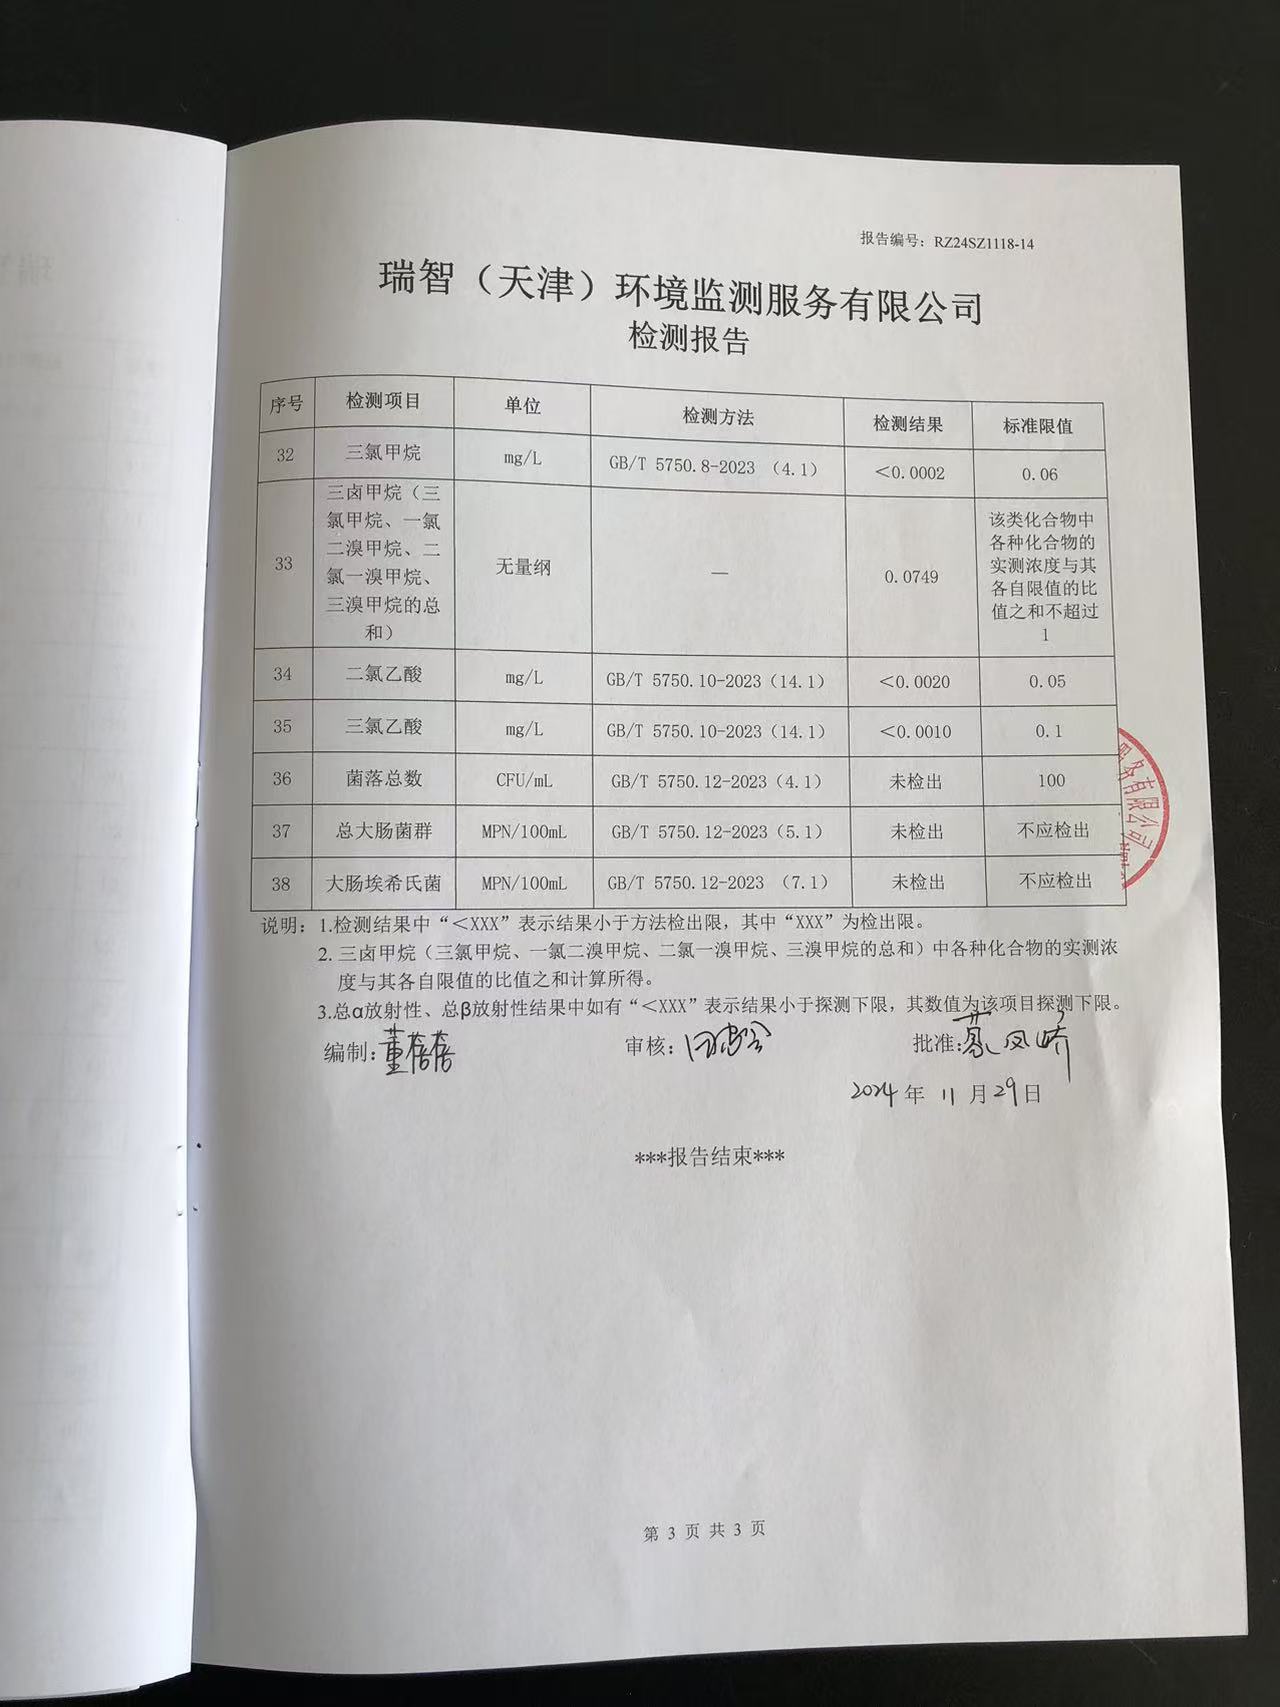 报告编号：RZ24SZ1118-14
瑞智（天津）环境监测服务有限公司
检测报告
序号 检测项目 单位 检测方法 检测结果 标准限值
32 三氯甲烷 mg/L GB/T 5750.8-2023 （4.1） ＜0.0002 0.06
33 三卤甲烷（三氯甲烷、一氯二溴甲烷、二氯一溴甲烷、三溴甲烷的总和） 无量纲 — 0.0749 该类化合物中各种化合物的实测浓度与其各自限值的比值之和不超过1
34 二氯乙酸 mg/L GB/T 5750.10-2023（14.1） ＜0.0020 0.05
35 三氯乙酸 mg/L GB/T 5750.10-2023（14.1） ＜0.0010 0.1
36 菌落总数 CFU/mL GB/T 5750.12-2023（4.1） 未检出 100
37 总大肠菌群 MPN/100mL GB/T 5750.12-2023（5.1） 未检出 不应检出
38 大肠埃希氏菌 MPN/100mL GB/T 5750.12-2023 （7.1） 未检出 不应检出
服务有限公司
说明：1.检测结果中“＜XXX”表示结果小于方法检出限，其中“XXX”为检出限。
2. 三卤甲烷（三氯甲烷、一氯二溴甲烷、二氯一溴甲烷、三溴甲烷的总和）中各种化合物的实测浓
度与其各自限值的比值之和计算所得。
3.总α放射性、总β放射性结果中如有“＜XXX”表示结果小于探测下限，其数值为该项目探测下限。
编制：董蓓蓓 审核： 批准：
2024 年 11 月 29 日
***报告结束***
第 3 页 共 3 页